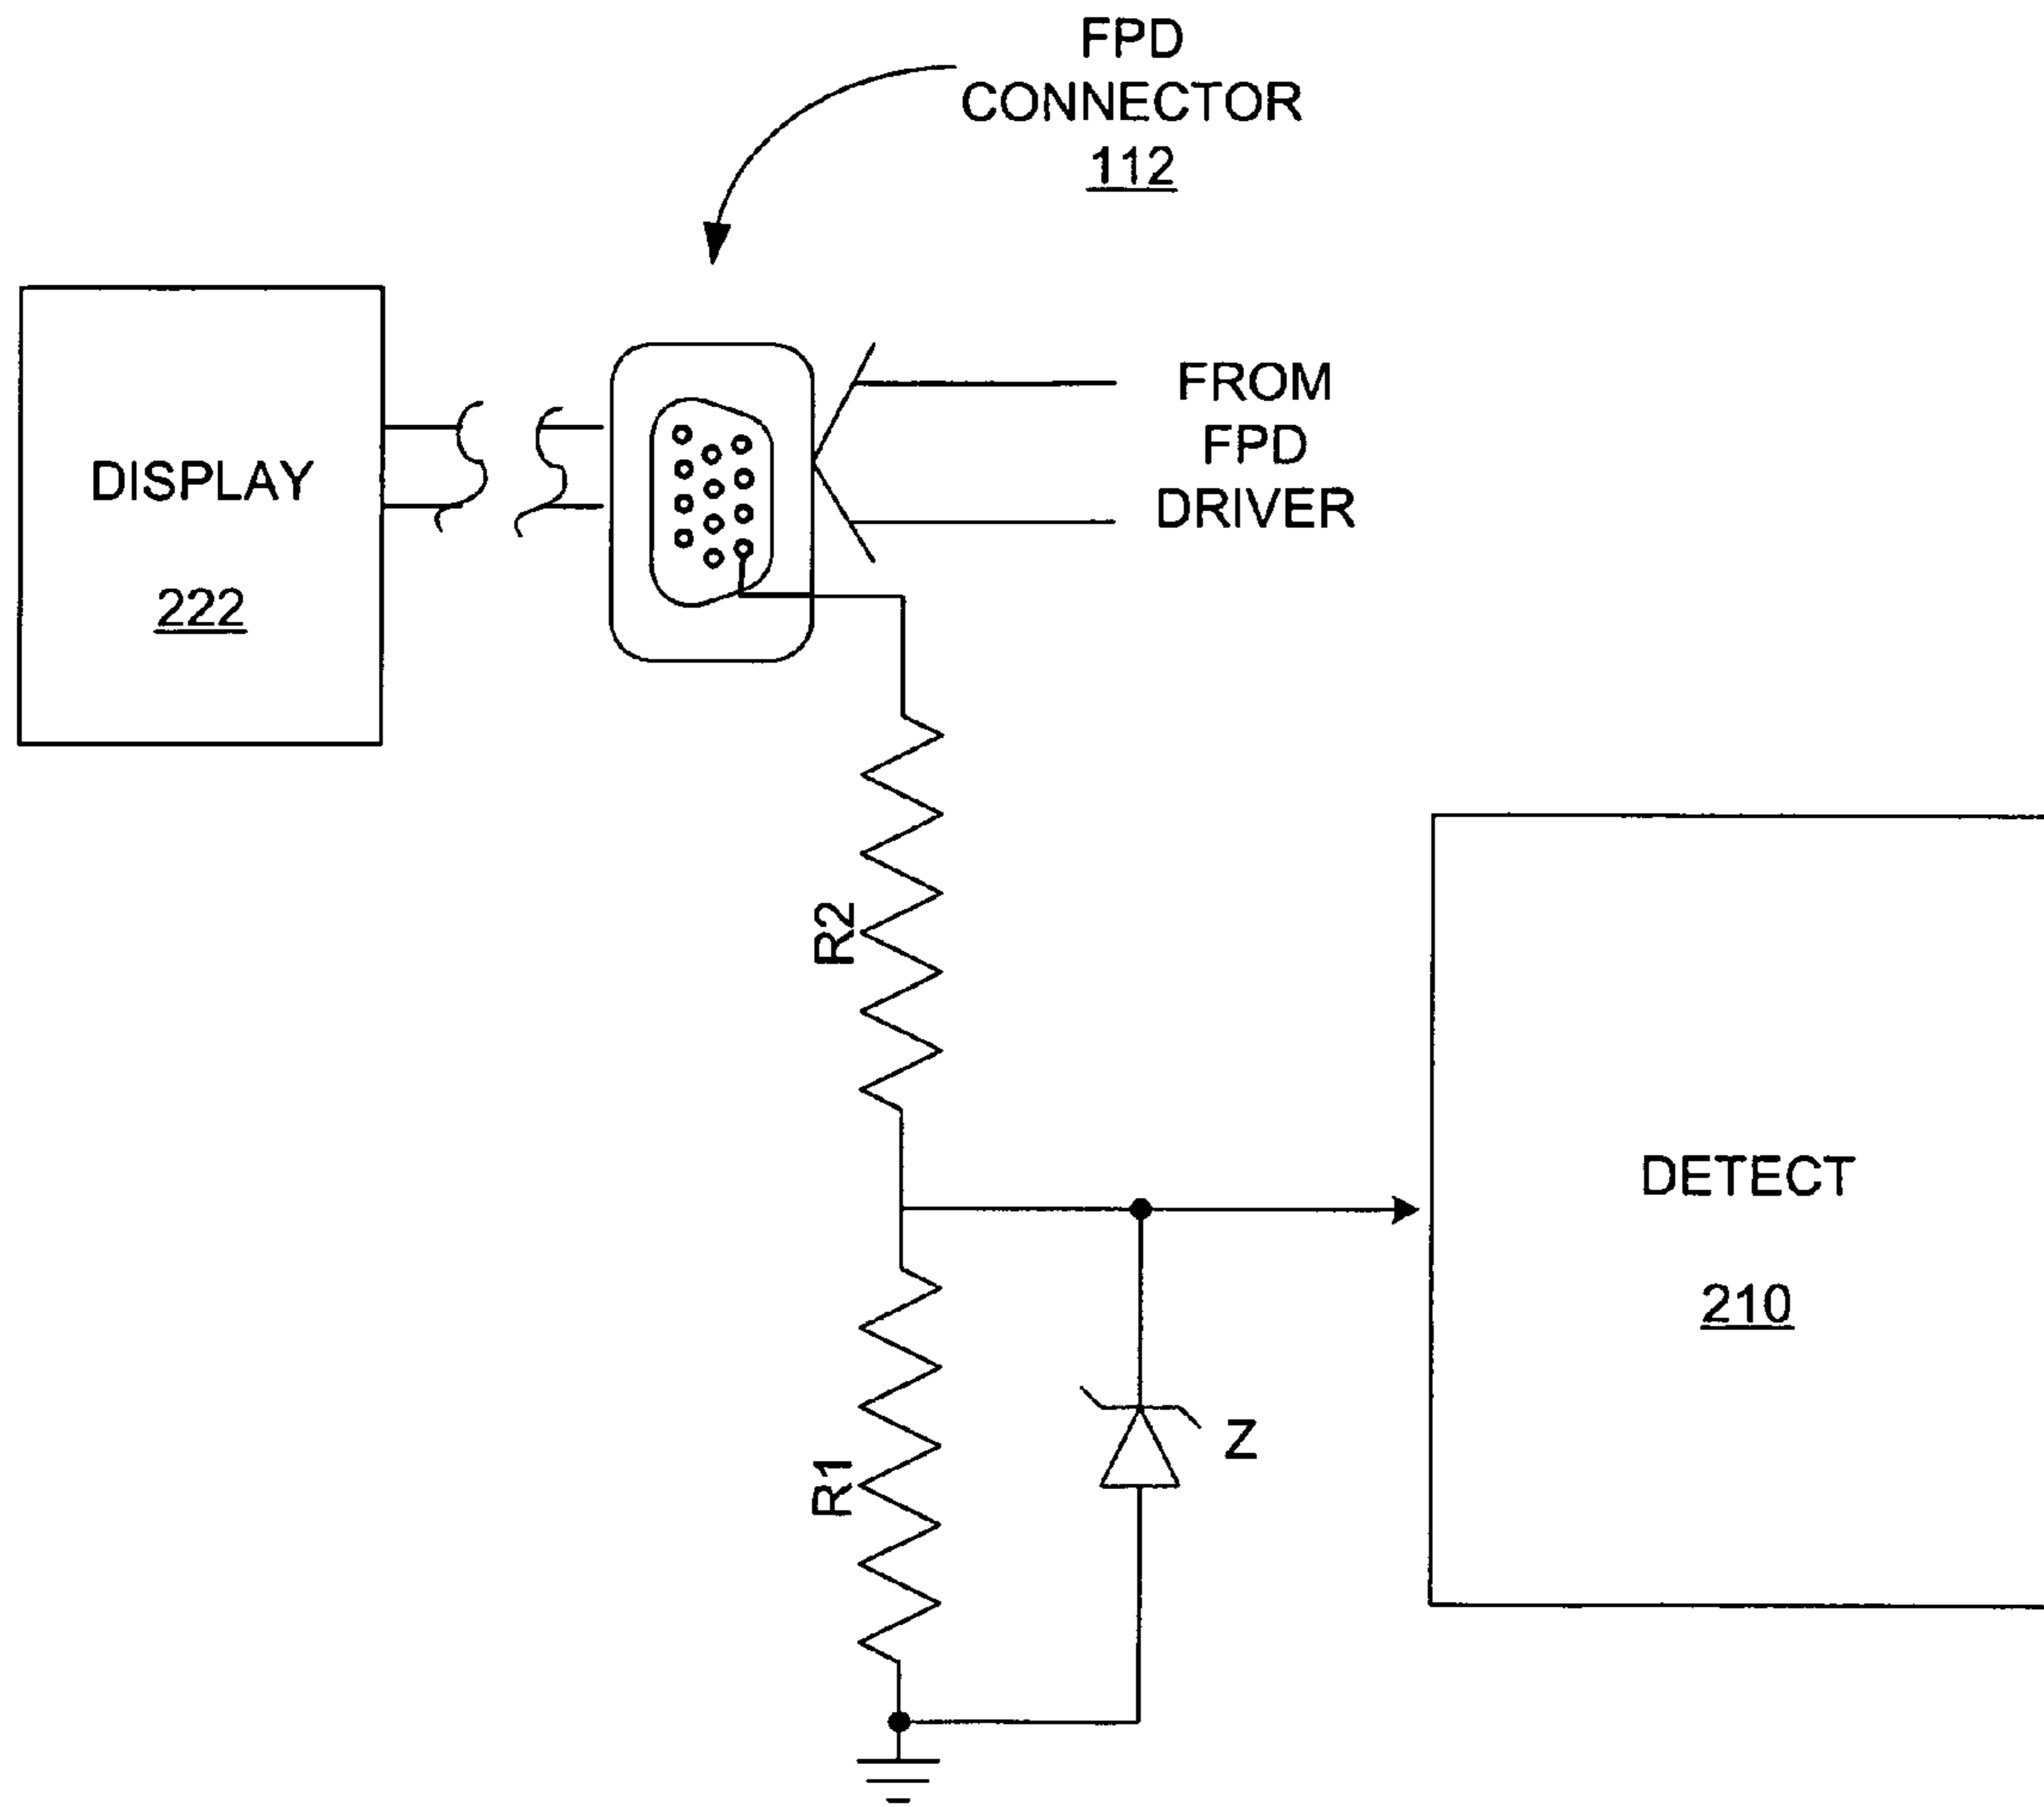 FPD
CONNECTOR
112
DISPLAY
222
FROM
FPD
DRIVER
R2
DETECT
210
R1
Z